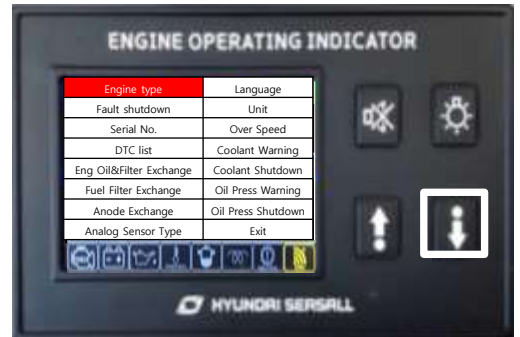 ENGINE OPERATING INDICATOR
Engine type Language
Fault shutdown Unit
Serial No. Over Speed
DTC list Coolant Warning
Eng Oil&Filter Exchange Coolant Shutdown
Fuel Filter Exchange Oil Press Warning
Anode Exchange Oil Press Shutdown
Analog Sensor Type Exit
HYUNDAI SEASALL